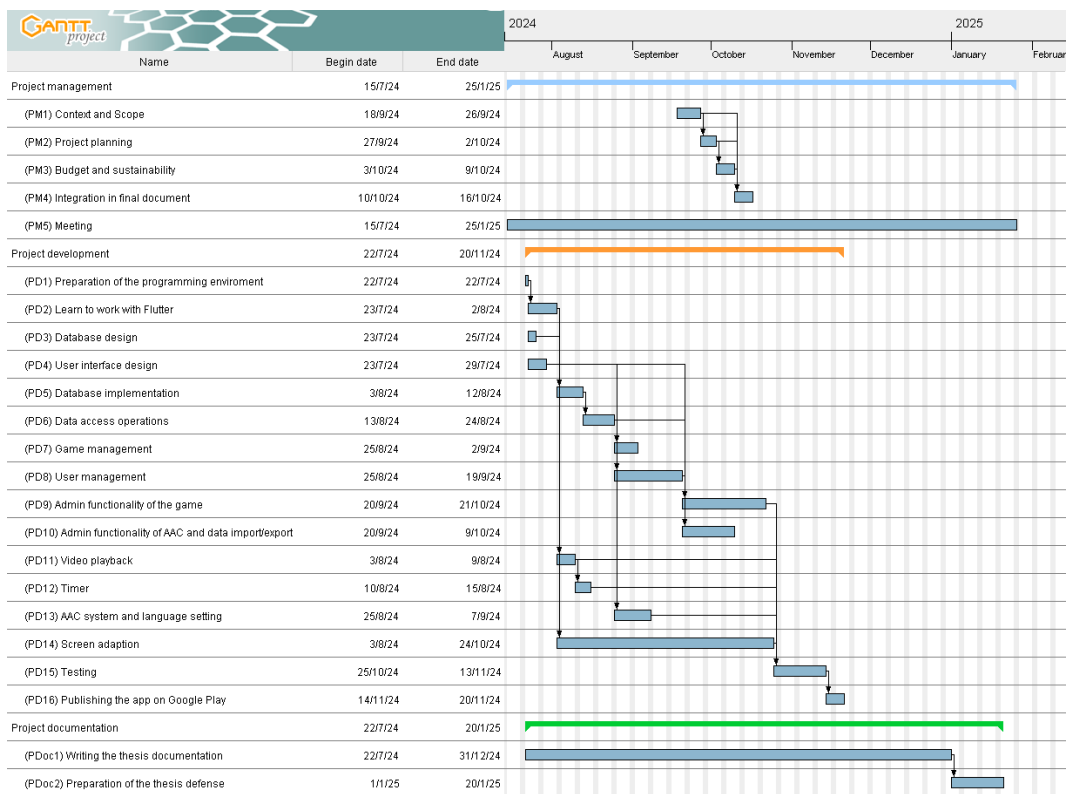 GANTT
project
2024
2025
August September October November December January Februar
Name Begin date End date
Project management 15/7/24 25/1/25
(PM1) Context and Scope 18/9/24 26/9/24
(PM2) Project planning 27/9/24 2/10/24
(PM3) Budget and sustainability 3/10/24 9/10/24
(PM4) Integration in final document 10/10/24 16/10/24
(PM5) Meeting 15/7/24 25/1/25
Project development 22/7/24 20/11/24
(PD1) Preparation of the programming enviroment 22/7/24 22/7/24
(PD2) Learn to work with Flutter 23/7/24 2/8/24
(PD3) Database design 23/7/24 25/7/24
(PD4) User interface design 23/7/24 29/7/24
(PD5) Database implementation 3/8/24 12/8/24
(PD6) Data access operations 13/8/24 24/8/24
(PD7) Game management 25/8/24 2/9/24
(PD8) User management 25/8/24 19/9/24
(PD9) Admin functionality of the game 20/9/24 21/10/24
(PD10) Admin functionality of AAC and data import/export 20/9/24 9/10/24
(PD11) Video playback 3/8/24 9/8/24
(PD12) Timer 10/8/24 15/8/24
(PD13) AAC system and language setting 25/8/24 7/9/24
(PD14) Screen adaption 3/8/24 24/10/24
(PD15) Testing 25/10/24 13/11/24
(PD16) Publishing the app on Google Play 14/11/24 20/11/24
Project documentation 22/7/24 20/1/25
(PDoc1) Writing the thesis documentation 22/7/24 31/12/24
(PDoc2) Preparation of the thesis defense 1/1/25 20/1/25